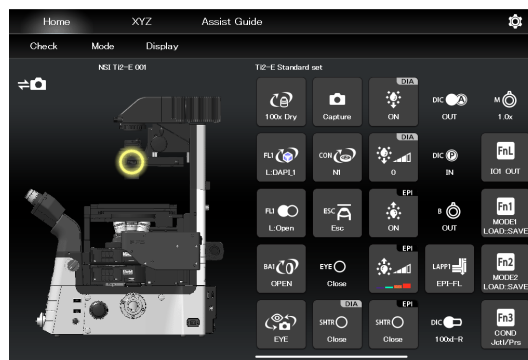 Home XYZ Assist Guide
Check Mode Display
NSI Ti2-E 001
Ti2-E Standard set
DIA
DIC A M
100x Dry Capture ON OUT 1.0x
DIA
FL1 CON DIC P FnL
L:DAPI_1 N1 0 IN IO1 OUT
EPI
FL1 ESC A B Fn1
L:Open Esc ON OUT MODE1
LOAD:SAVE
EPI
BA1 EYE LAPP1 Fn2
OPEN Close EPI-FL MODE2
LOAD:SAVE
DIA EPI
SHTR SHTR DIC Fn3
EYE Close Close 100xI-R COND
Jctl/Prs